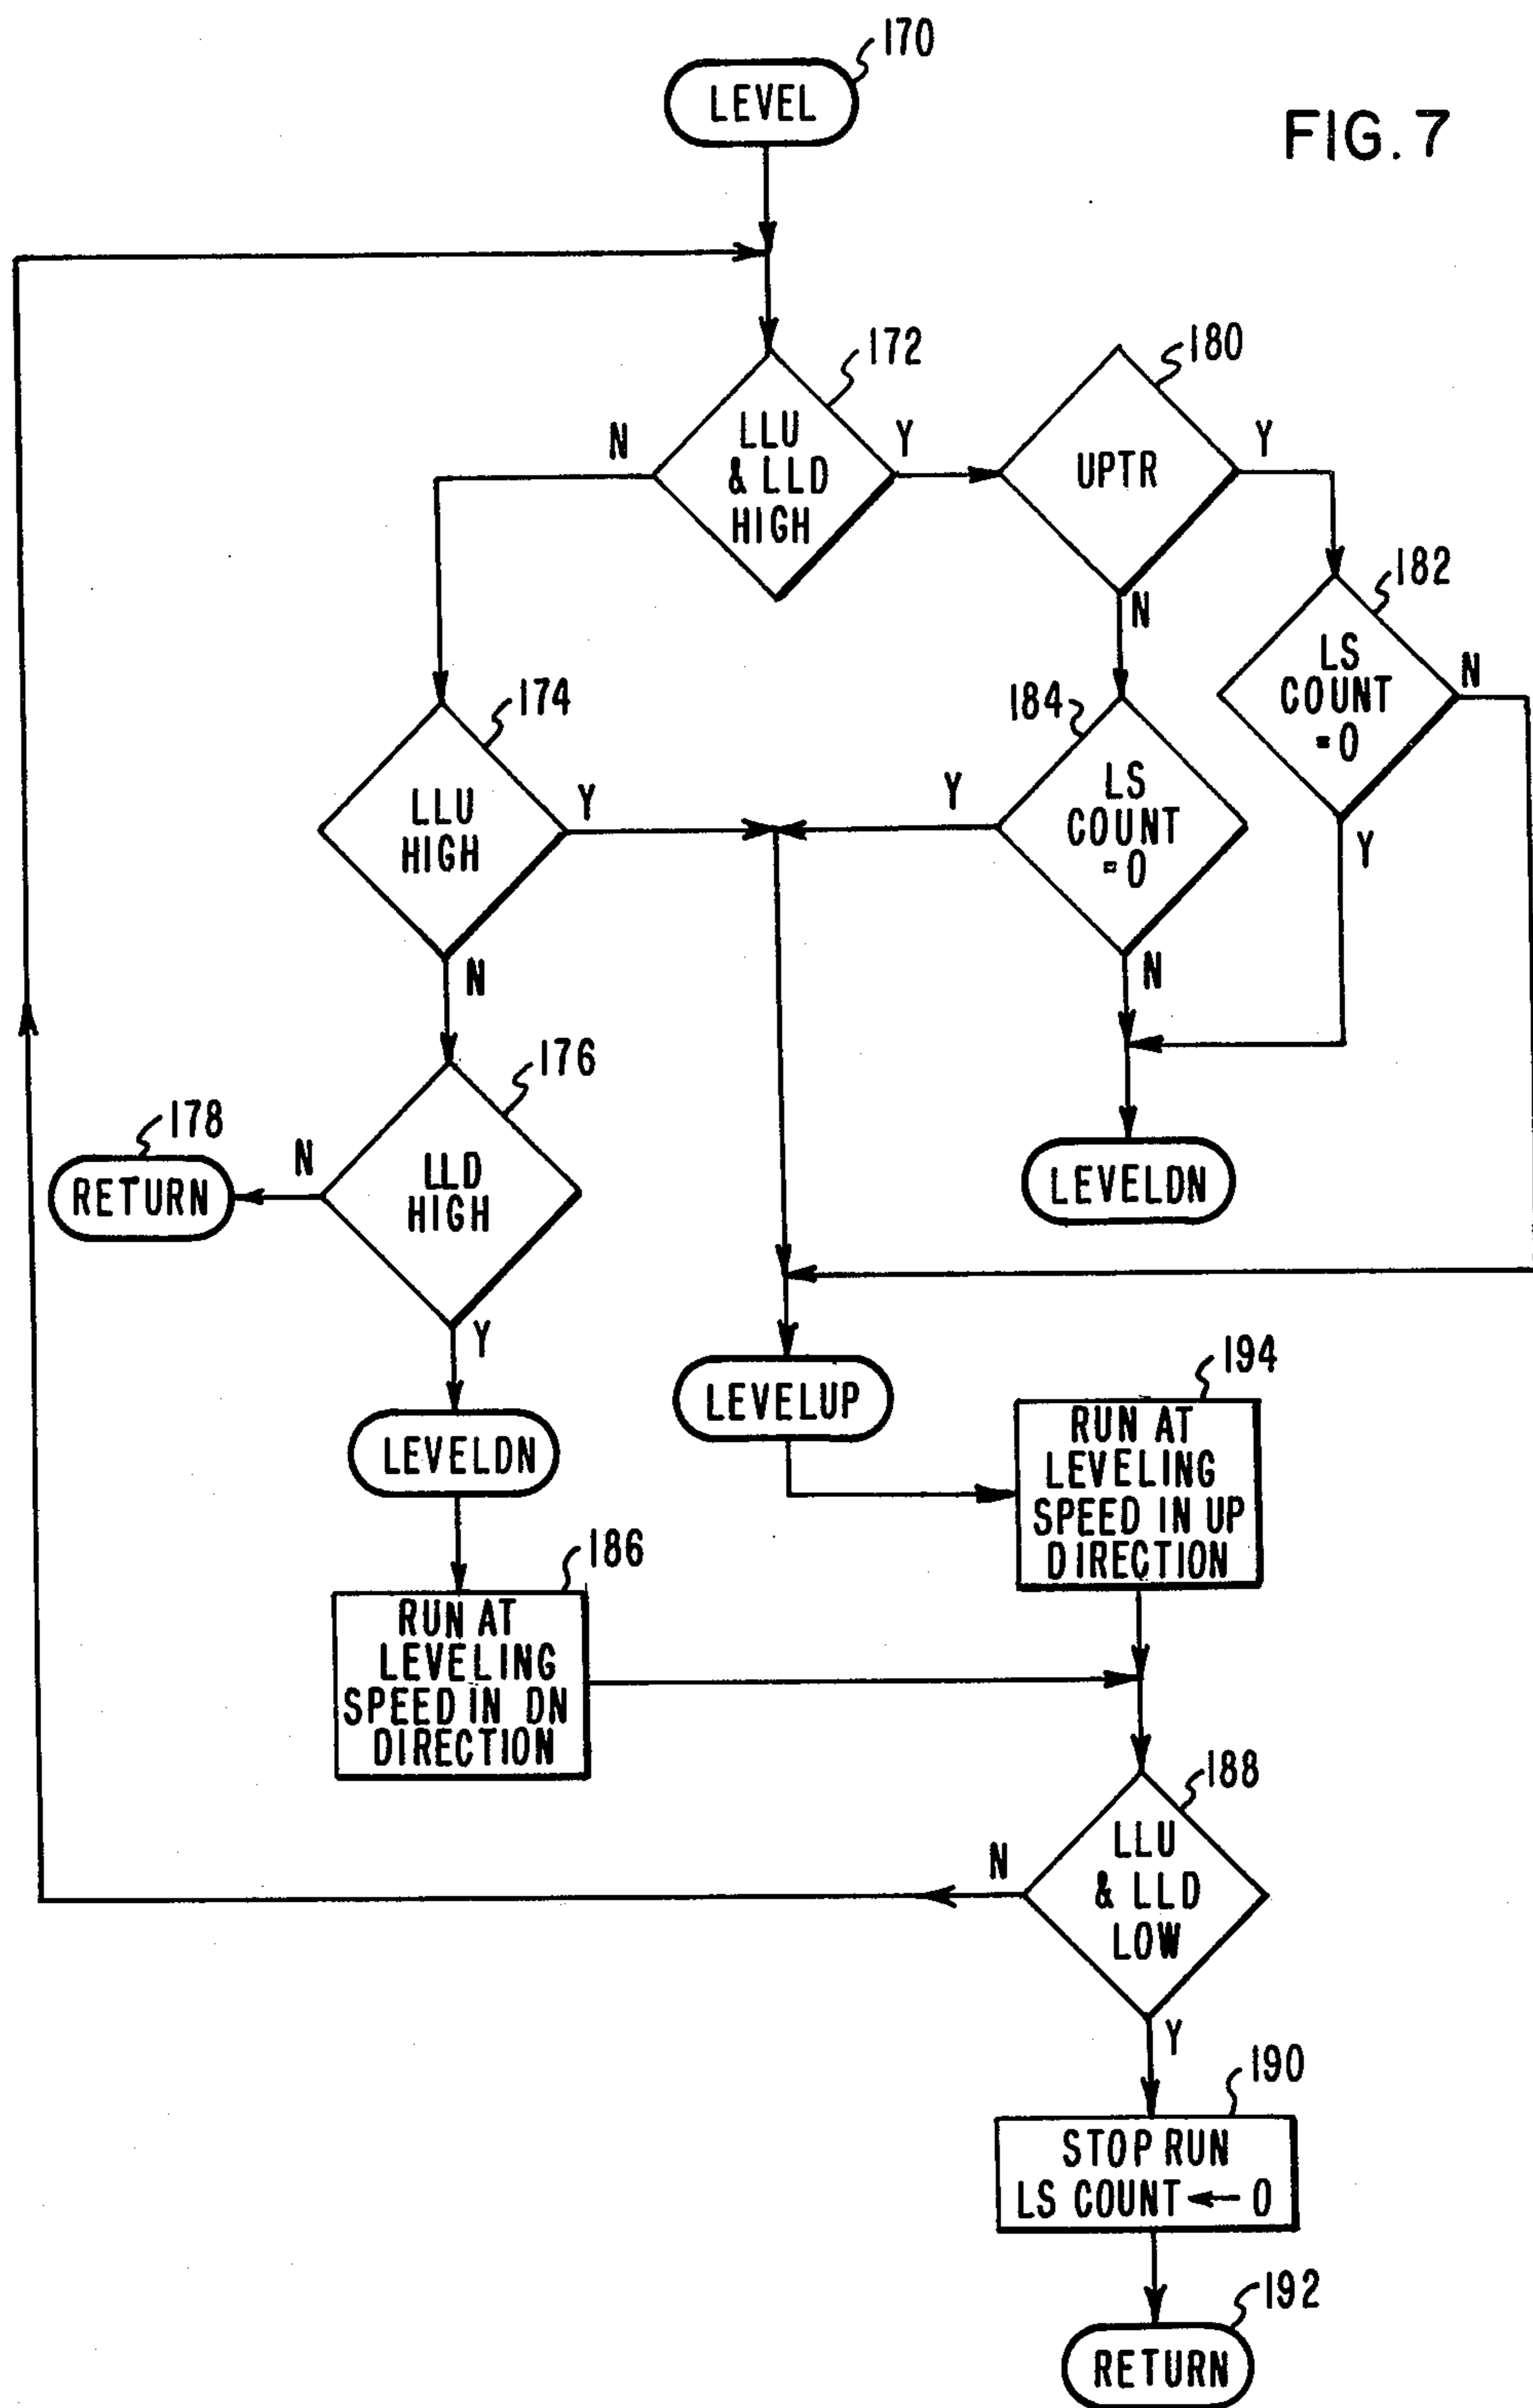 170
LEVEL
FIG. 7
172
180
N
LLU
& LLD
HIGH
Y
UPTR
Y
N
182
LS
COUNT
=0
N
Y
174
LLU
HIGH
Y
N
184
Y
LS
COUNT
=0
N
176
178
RETURN
N
LLD
HIGH
Y
LEVELDN
LEVELUP
194
RUN AT
LEVELING
SPEED IN UP
DIRECTION
LEVELDN
186
RUN AT
LEVELING
SPEED IN DN
DIRECTION
188
N
LLU
& LLD
LOW
Y
190
STOP RUN
LS COUNT ← 0
192
RETURN